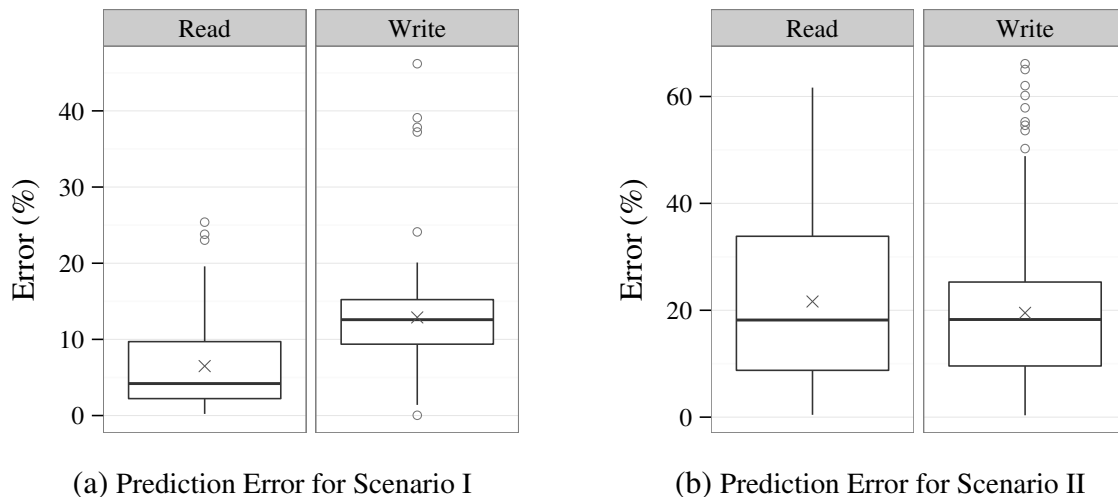 Read Write
Error (%)
40
30
20
10
0
(a) Prediction Error for Scenario I
Read Write
Error (%)
60
40
20
0
(b) Prediction Error for Scenario II